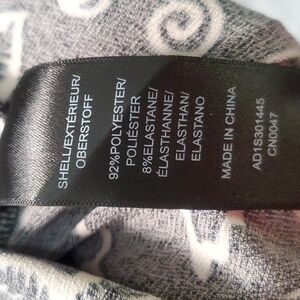 SHELL/EXTÉRIEUR/
OBERSTOFF
92%POLYESTER/
POLIÉSTER
8%ELASTANE/
ÉLASTHANNE/
ELASTHAN/
ELASTANO
MADE IN CHINA
AD1S301445
CN0047